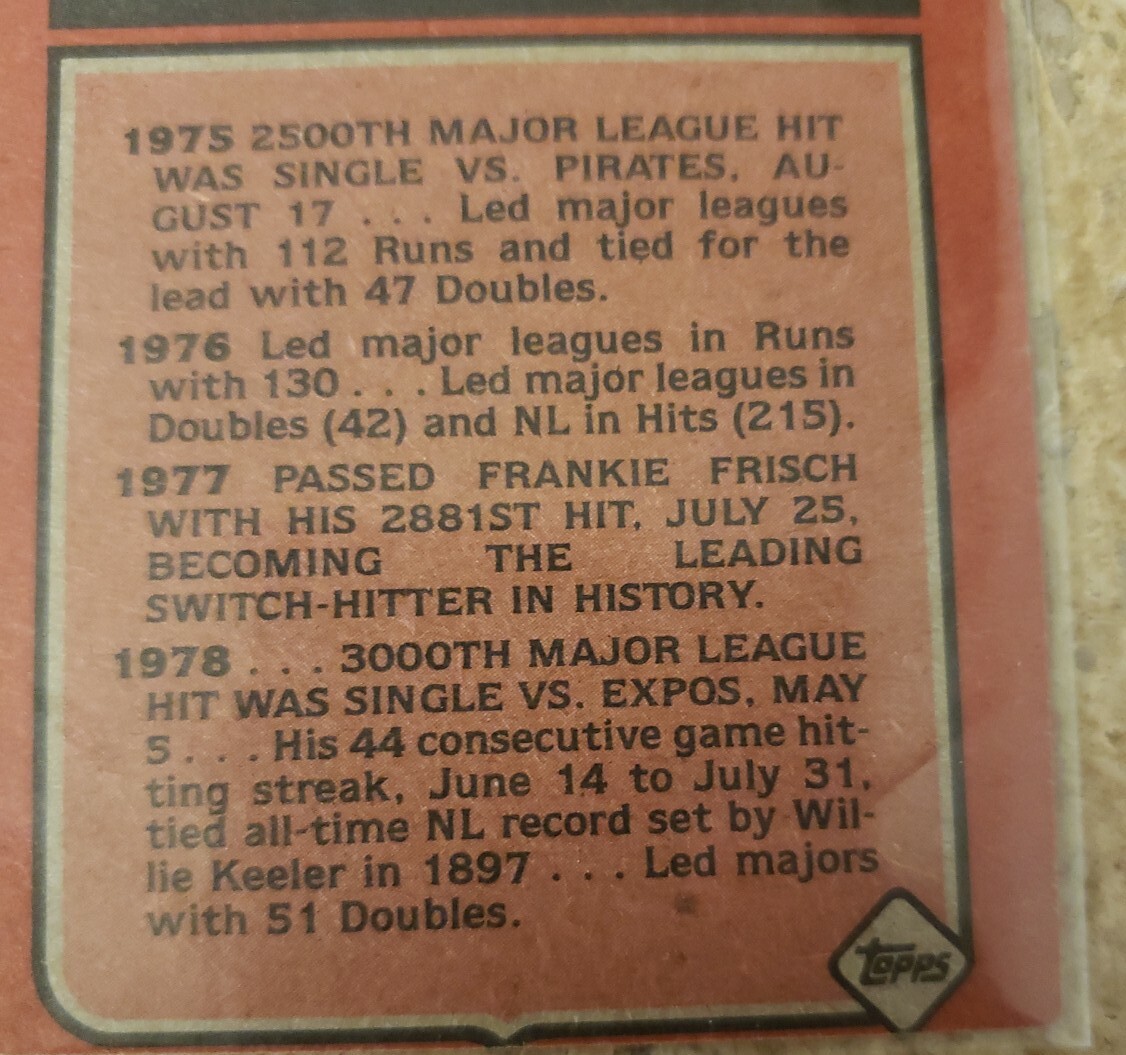 1975 2500TH MAJOR LEAGUE HIT
WAS SINGLE VS. PIRATES, AU-
GUST 17 . . . Led major leagues
with 112 Runs and tied for the
lead with 47 Doubles.
1976 Led major leagues in Runs
with 130 . . . Led major leagues in
Doubles (42) and NL in Hits (215).
1977 PASSED FRANKIE FRISCH
WITH HIS 2881ST HIT, JULY 25,
BECOMING THE LEADING
SWITCH-HITTER IN HISTORY.
1978 . . . 3000TH MAJOR LEAGUE
HIT WAS SINGLE VS. EXPOS, MAY
5 . . . His 44 consecutive game hit-
ting streak, June 14 to July 31,
tied all-time NL record set by Wil-
lie Keeler in 1897 . . . Led majors
with 51 Doubles.
topps